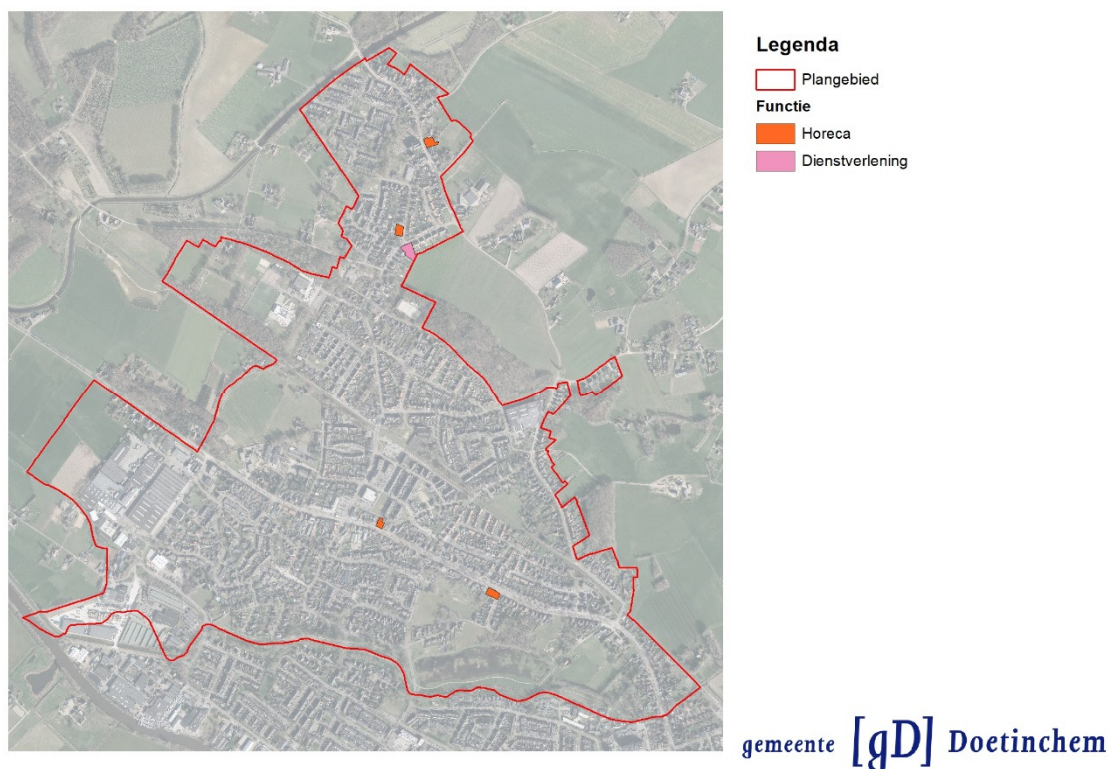 Legenda
Plangebied
Functie
Horeca
Dienstverlening
gemeente [gD] Doetinchem